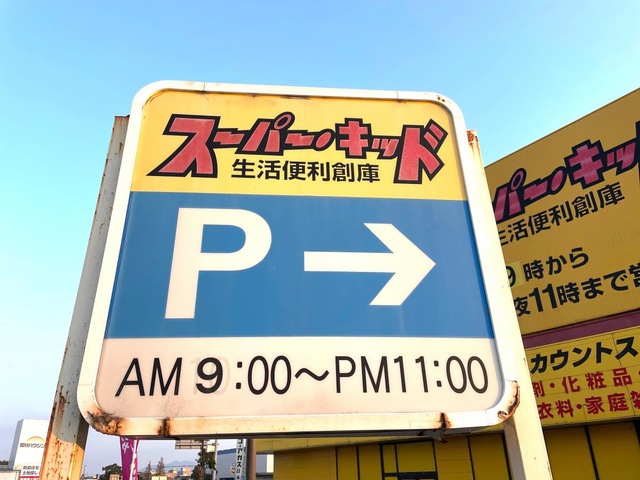 スーパー・キッド
生活便利創庫
P→
AM 9:00～PM11:00
パー・キッド
生活便利創庫
9時から
夜11時まで営
カウントス
剤・化粧品
衣料・家庭雑